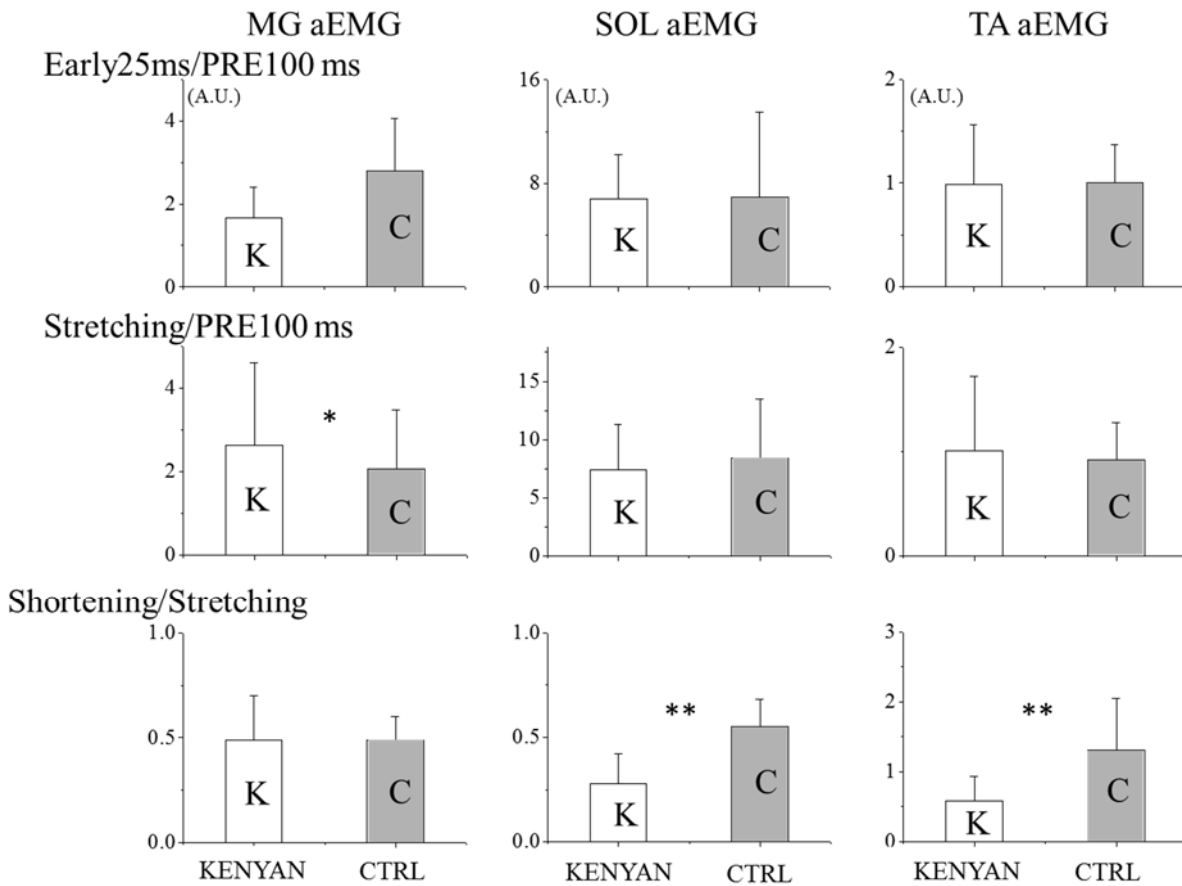 MG aEMG SOL aEMG TA aEMG
Early25ms/PRE100 ms
(A.U.) (A.U.) (A.U.)
16 2
4
K C 8 K C 1 K C
2
0 0 0
Stretching/PRE100 ms
2
4 15
* 10
K C K C 1 K C
2 5
0 0 0
Shortening/Stretching
1.0 1.0 3
** ** 2
0.5 0.5
K C K C 1 K C
0.0 0.0 0
KENYAN CTRL KENYAN CTRL KENYAN CTRL